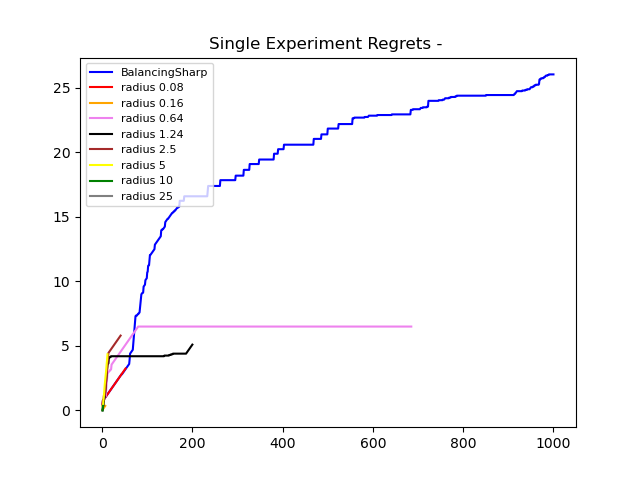 Single Experiment Regrets -
BalancingSharp
radius 0.08
radius 0.16
radius 0.64
radius 1.24
radius 2.5
radius 5
radius 10
radius 25
25
20
15
10
5
0
0 200 400 600 800 1000